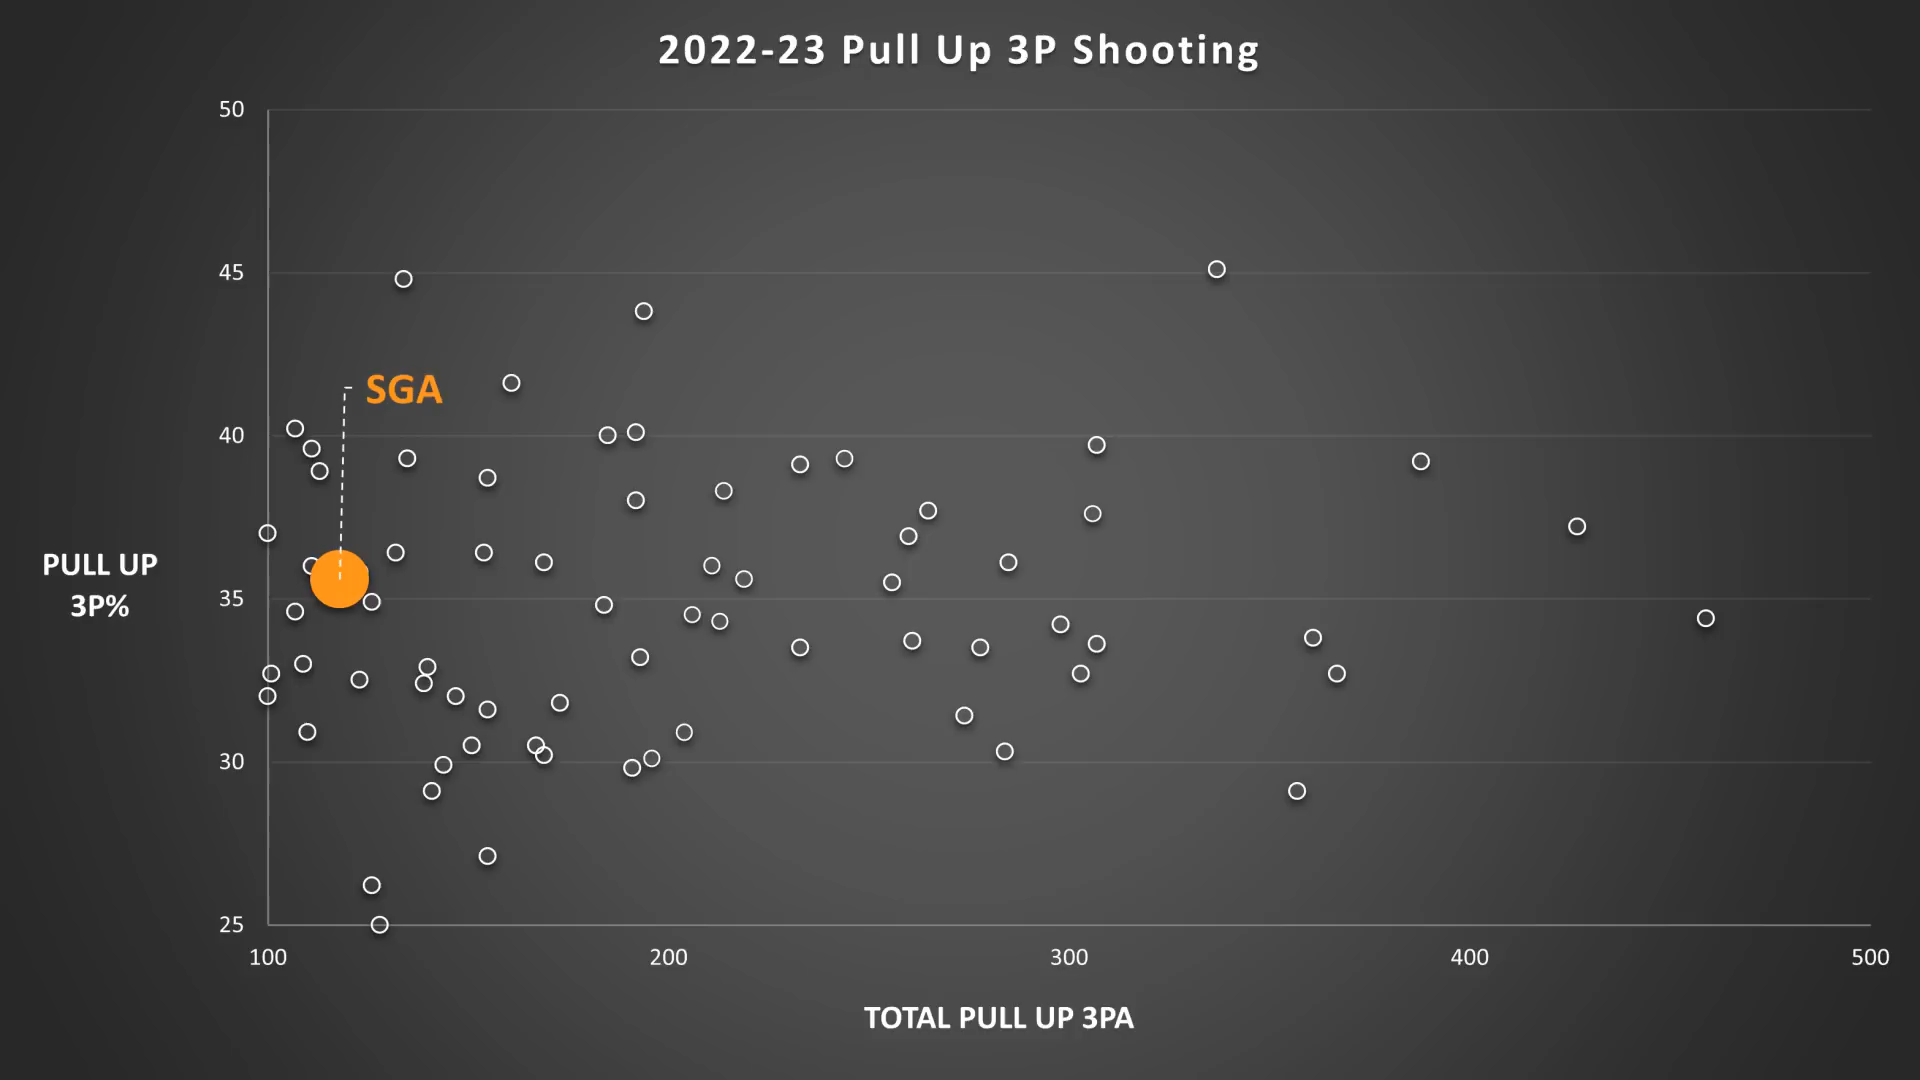 2022-23 Pull Up 3P Shooting
50
45
SGA
40
PULL UP
3P%
35
30
25
100 200 300 400 500
TOTAL PULL UP 3PA